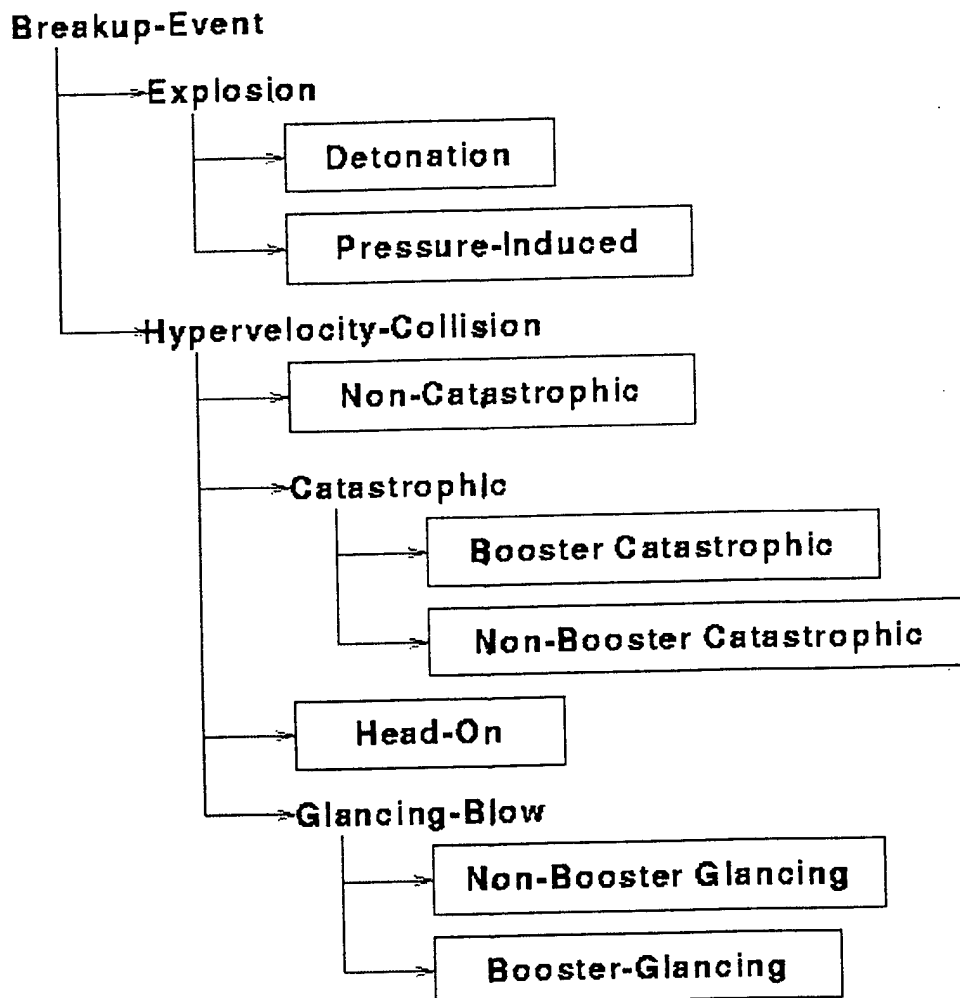 Breakup-Event
Explosion
Detonation
Pressure-Induced
Hypervelocity-Collision
Non-Catastrophic
Catastrophic
Booster Catastrophic
Non-Booster Catastrophic
Head-On
Glancing-Blow
Non-Booster Glancing
Booster-Glancing